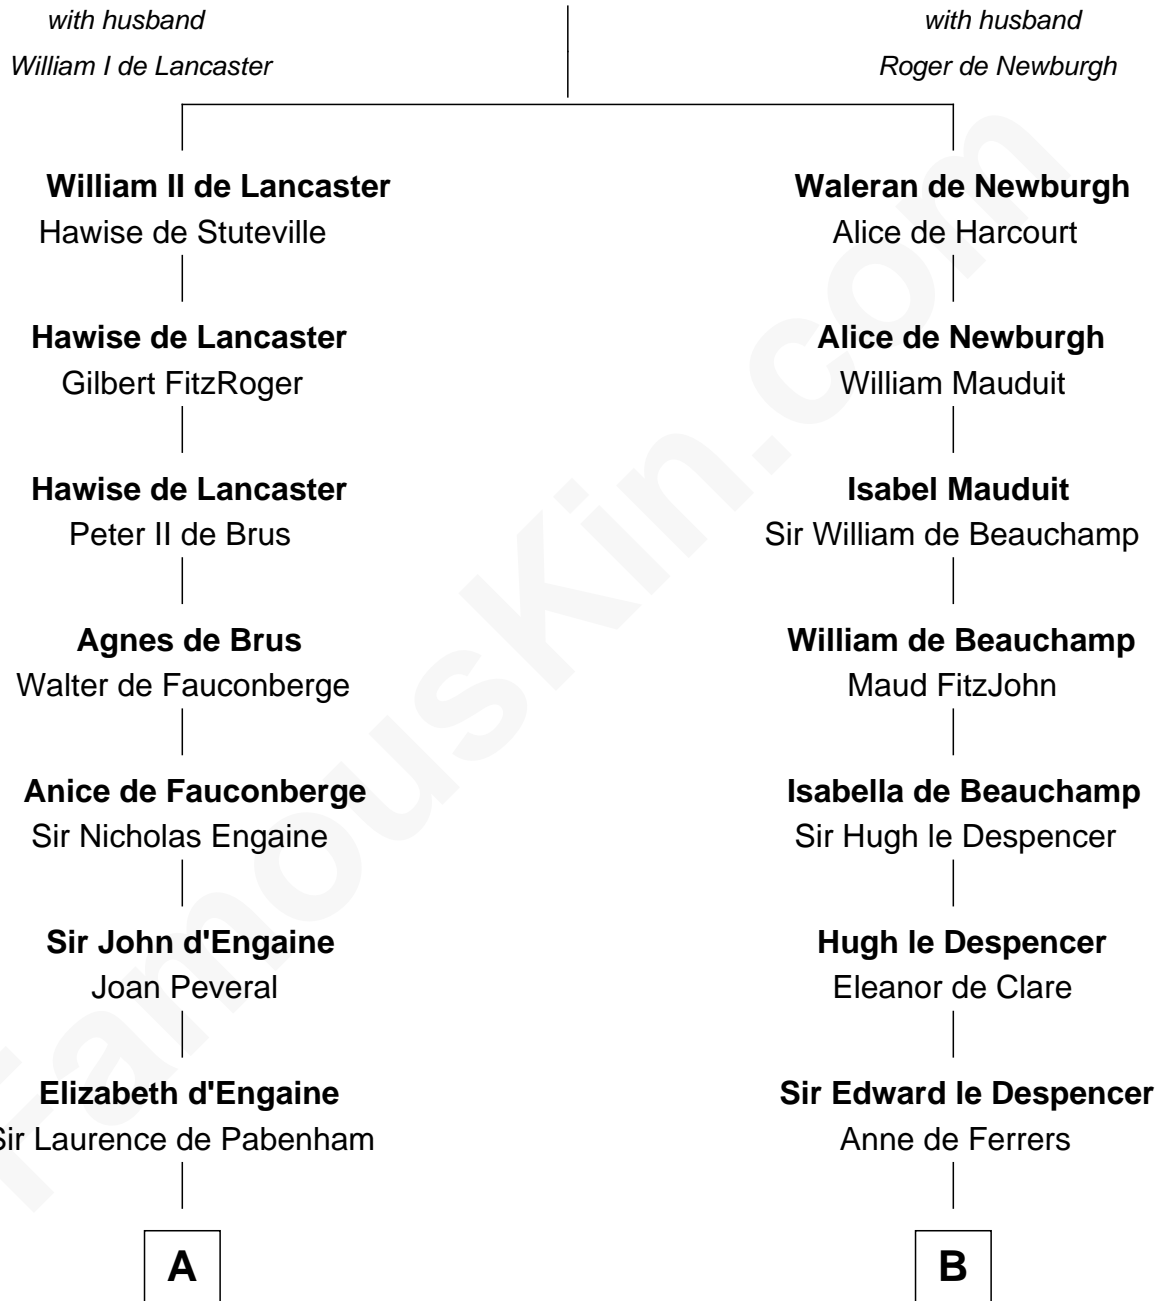 with husband
William I de Lancaster
with husband
Roger de Newburgh
William II de Lancaster
Hawise de Stuteville
Hawise de Lancaster
Gilbert FitzRoger
Hawise de Lancaster
Peter II de Brus
Agnes de Brus
Walter de Fauconberge
Anice de Fauconberge
Sir Nicholas Engaine
Sir John d'Engaine
Joan Peveral
Elizabeth d'Engaine
Sir Laurence de Pabenham
A
Waleran de Newburgh
Alice de Harcourt
Alice de Newburgh
William Mauduit
Isabel Mauduit
Sir William de Beauchamp
William de Beauchamp
Maud FitzJohn
Isabella de Beauchamp
Sir Hugh le Despencer
Hugh le Despencer
Eleanor de Clare
Sir Edward le Despencer
Anne de Ferrers
B
FamousKin.com